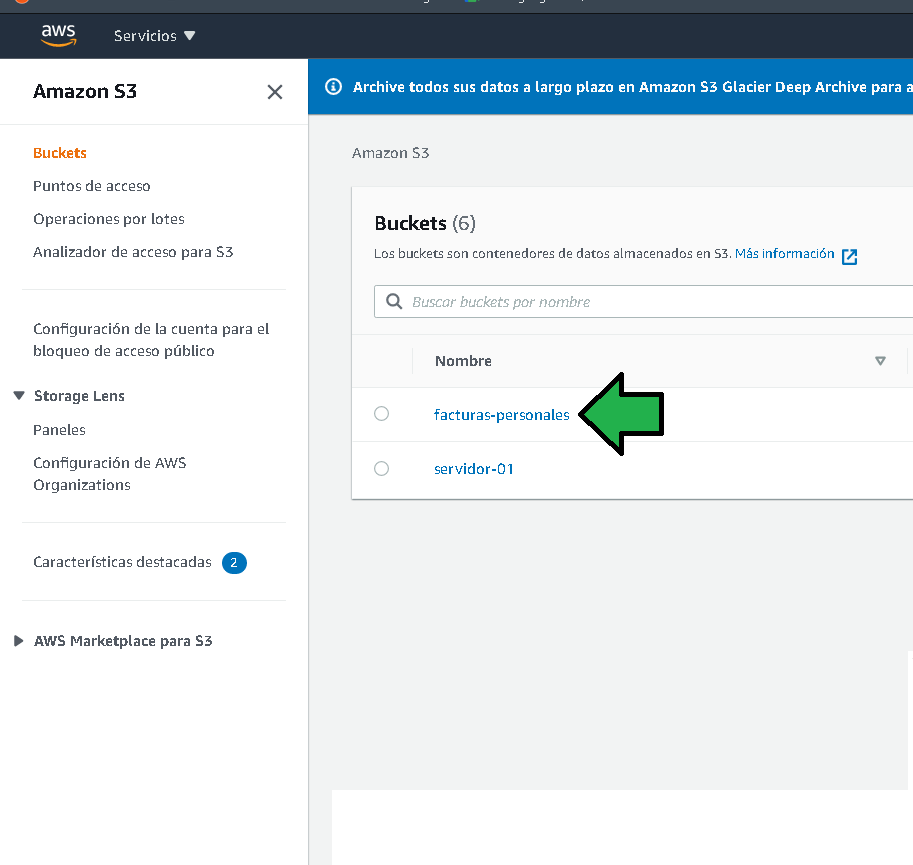 aws
Servicios
Amazon S3
Buckets
Puntos de acceso
Operaciones por lotes
Analizador de acceso para S3
Configuración de la cuenta para el
bloqueo de acceso público
Storage Lens
Paneles
Configuración de AWS
Organizations
Características destacadas 2
AWS Marketplace para S3
Archive todos sus datos a largo plazo en Amazon S3 Glacier Deep Archive para a
Amazon S3
Buckets (6)
Los buckets son contenedores de datos almacenados en S3. Más información
Buscar buckets por nombre
Nombre
facturas-personales
servidor-01